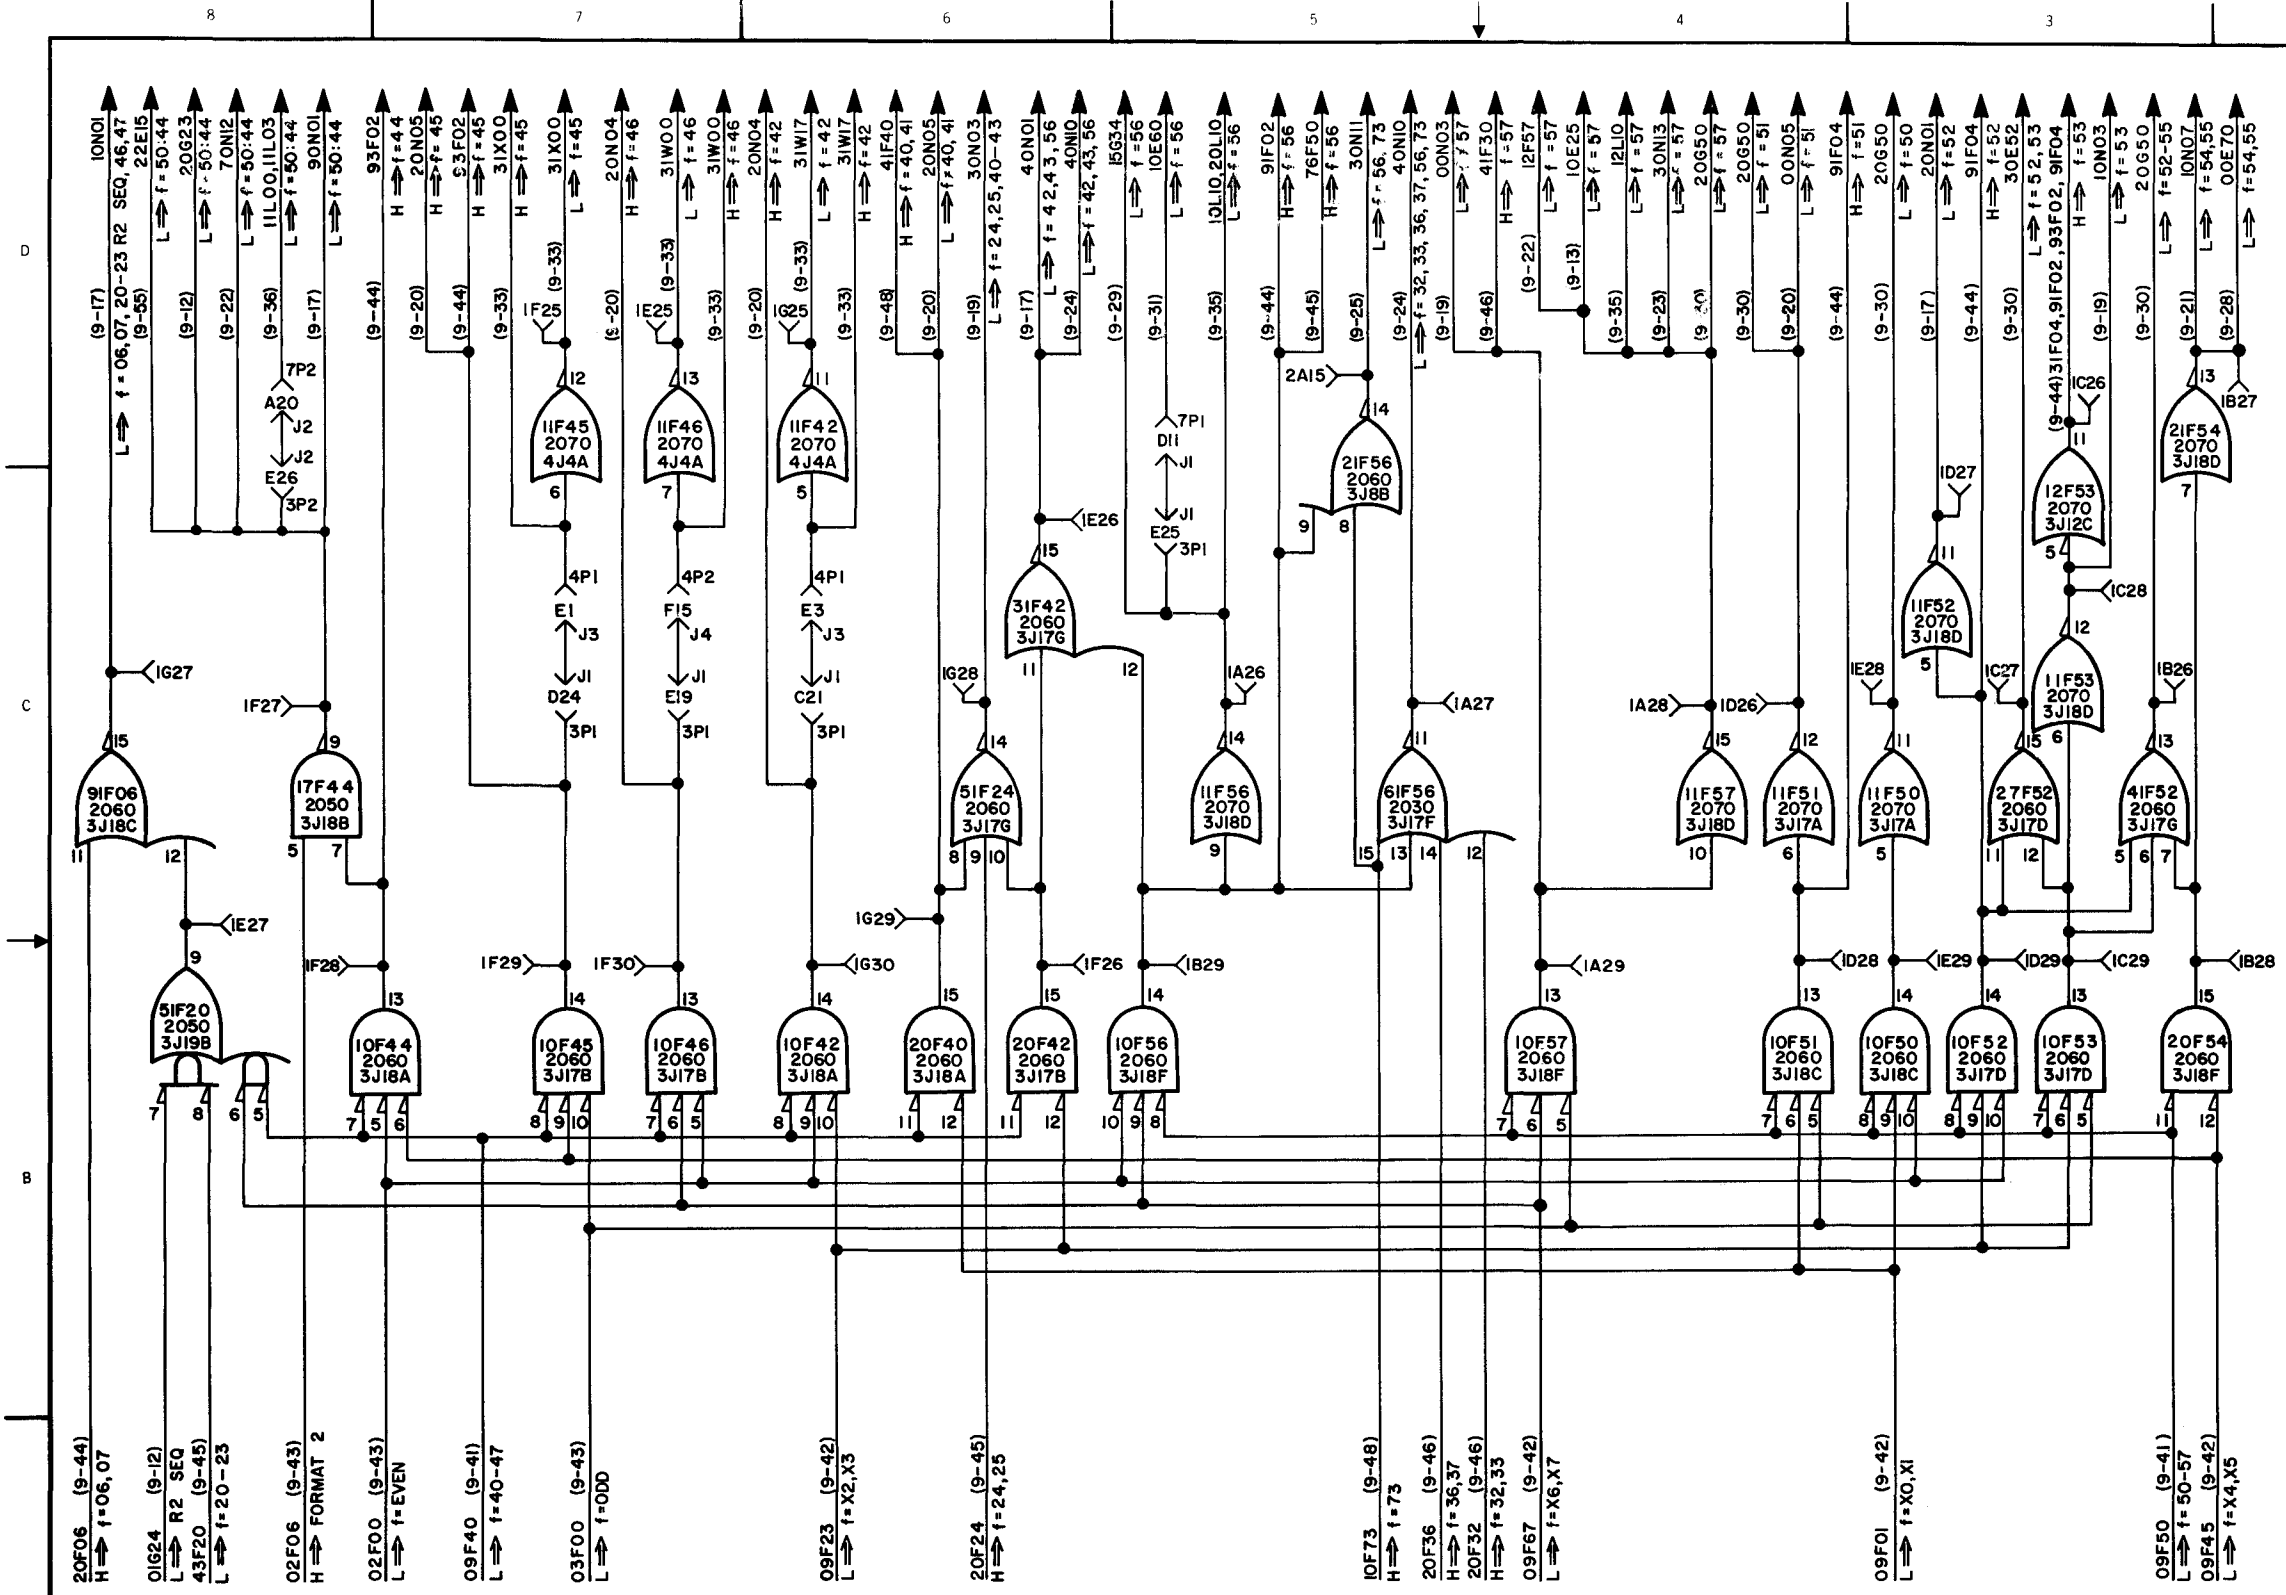 8 7 6 5 4 3
D
C
B
10N01
(9-17)
L⟹ f=06,07, 20-23 R2 SEQ, 46,47
22E15
(9-55)
L⟹ f=50:44
20G23
(9-12)
L⟹ f=50:44
70N12
(9-22)
L⟹ f=50:44
11L00,11L03
(9-36)
L⟹ f=50:44
90N01
(9-17)
L⟹ f=50:44
93F02
(9-44)
H⟹ f=44
20N05
(9-20)
H⟹ f=45
93F02
(9-44)
H⟹ f=45
31X00
(9-33)
H⟹ f=45
31X00
(9-33)
L⟹ f=45
20N04
(9-20)
H⟹ f=46
31W00
(9-33)
L⟹ f=46
31W00
(9-33)
H⟹ f=46
20N04
(9-20)
H⟹ f=42
31W17
(9-33)
L⟹ f=42
31W17
(9-33)
H⟹ f=42
41F40
(9-48)
H⟹ f=40,41
20N05
(9-20)
L⟹ f=40,41
30N03
(9-19)
L⟹ f=24,25,40-43
40N01
(9-17)
L⟹ f=42,43,56
40N10
(9-24)
L⟹ f=42,43,56
15G34
(9-29)
L⟹ f=56
10E60
(9-31)
L⟹ f=56
10L10,20L10
(9-35)
L⟹ f=56
91F02
(9-44)
H⟹ f=56
76F50
(9-45)
H⟹ f=56
30N11
(9-25)
L⟹ f=56,73
40N10
(9-24)
L⟹ f=32,33,36,37,56,73
00N03
(9-19)
L⟹ f=57
41F30
(9-46)
H⟹ f=57
12F57
(9-22)
L⟹ f=57
10E25
(9-13)
L⟹ f=57
12L10
(9-35)
L⟹ f=57
30N13
(9-23)
L⟹ f=57
20G50
L⟹ f=57
20G50
(9-30)
L⟹ f=51
00N05
(9-20)
L⟹ f=51
91F04
(9-44)
H⟹ f=51
20G50
(9-30)
L⟹ f=50
20N01
(9-17)
L⟹ f=52
91F04
(9-44)
H⟹ f=52
30E52
(9-30)
L⟹ f=52,53
(9-44)31F04,91F02,93F02,91F04
H⟹ f=53
10N03
(9-19)
L⟹ f=53
20G50
(9-30)
L⟹ f=52-55
10N07
(9-21)
L⟹ f=54,55
00E70
(9-28)
L⟹ f=54,55
7P2
A20
J2
J2
E26
3P2
1F25
12
11F45
2070
4J4A
6
1E25
13
11F46
2070
4J4A
7
1G25
11
11F42
2070
4J4A
5
2A15
14
21F56
2060
3J8B
9 8
7P1
D11
J1
J1
E25
3P1
1C26
11
12F53
2070
3J12C
5
13
1B27
21F54
2070
3J18D
7
1D27
11
11F52
2070
3J18D
5
1C28
12
11F53
2070
3J18D
6
1E26
15
31F42
2060
3J17G
11 12
4P1
E1
J3
J1
D24
3P1
4P2
F15
J4
J1
E19
3P1
4P1
E3
J3
J1
C21
3P1
1G27
15
91F06
2060
3J18C
11 12
1F27
9
17F44
2050
3J18B
5 7
1G28
14
51F24
2060
3J17G
8 9 10
1A26
14
11F56
2070
3J18D
9
1A27
11
61F56
2030
3J17F
15 13 14 12
1A28
15
11F57
2070
3J18D
10
1D26
12
11F51
2070
3J17A
6
1E28
11
11F50
2070
3J17A
5
1C27
15
27F52
2060
3J17D
11 12
1B26
13
41F52
2060
3J17G
5 6 7
1E27
9
51F20
2050
3J19B
7 8 6 5
1F28
13
10F44
2060
3J18A
7 5 6
1F29
14
10F45
2060
3J17B
8 9 10
1F30
13
10F46
2060
3J17B
7 6 5
1G30
14
10F42
2060
3J18A
8 9 10
1G29
15
20F40
2060
3J18A
11 12
1F26
15
20F42
2060
3J17B
11 12
1B29
14
10F56
2060
3J18F
10 9 8
1A29
13
10F57
2060
3J18F
7 6 5
1D28
13
10F51
2060
3J18C
7 6 5
1E29
14
10F50
2060
3J18C
8 9 10
1D29
14
10F52
2060
3J17D
8 9 10
1C29
13
10F53
2060
3J17D
7 6 5
1B28
15
20F54
2060
3J18F
11 12
20F06 (9-44)
H⟹ f=06,07
01G24 (9-12)
L⟹ R2 SEQ
43F20 (9-45)
L⟹ f=20-23
02F06 (9-43)
H⟹ FORMAT 2
02F00 (9-43)
L⟹ f=EVEN
09F40 (9-41)
L⟹ f=40-47
03F00 (9-43)
L⟹ f=ODD
09F23 (9-42)
L⟹ f=X2,X3
20F24 (9-45)
H⟹ f=24,25
10F73 (9-48)
H⟹ f=73
20F36 (9-46)
H⟹ f=36,37
20F32 (9-46)
H⟹ f=32,33
09F67 (9-42)
L⟹ f=X6,X7
09F01 (9-42)
L⟹ f=X0,X1
09F50 (9-41)
L⟹ f=50-57
09F45 (9-42)
L⟹ f=X4,X5